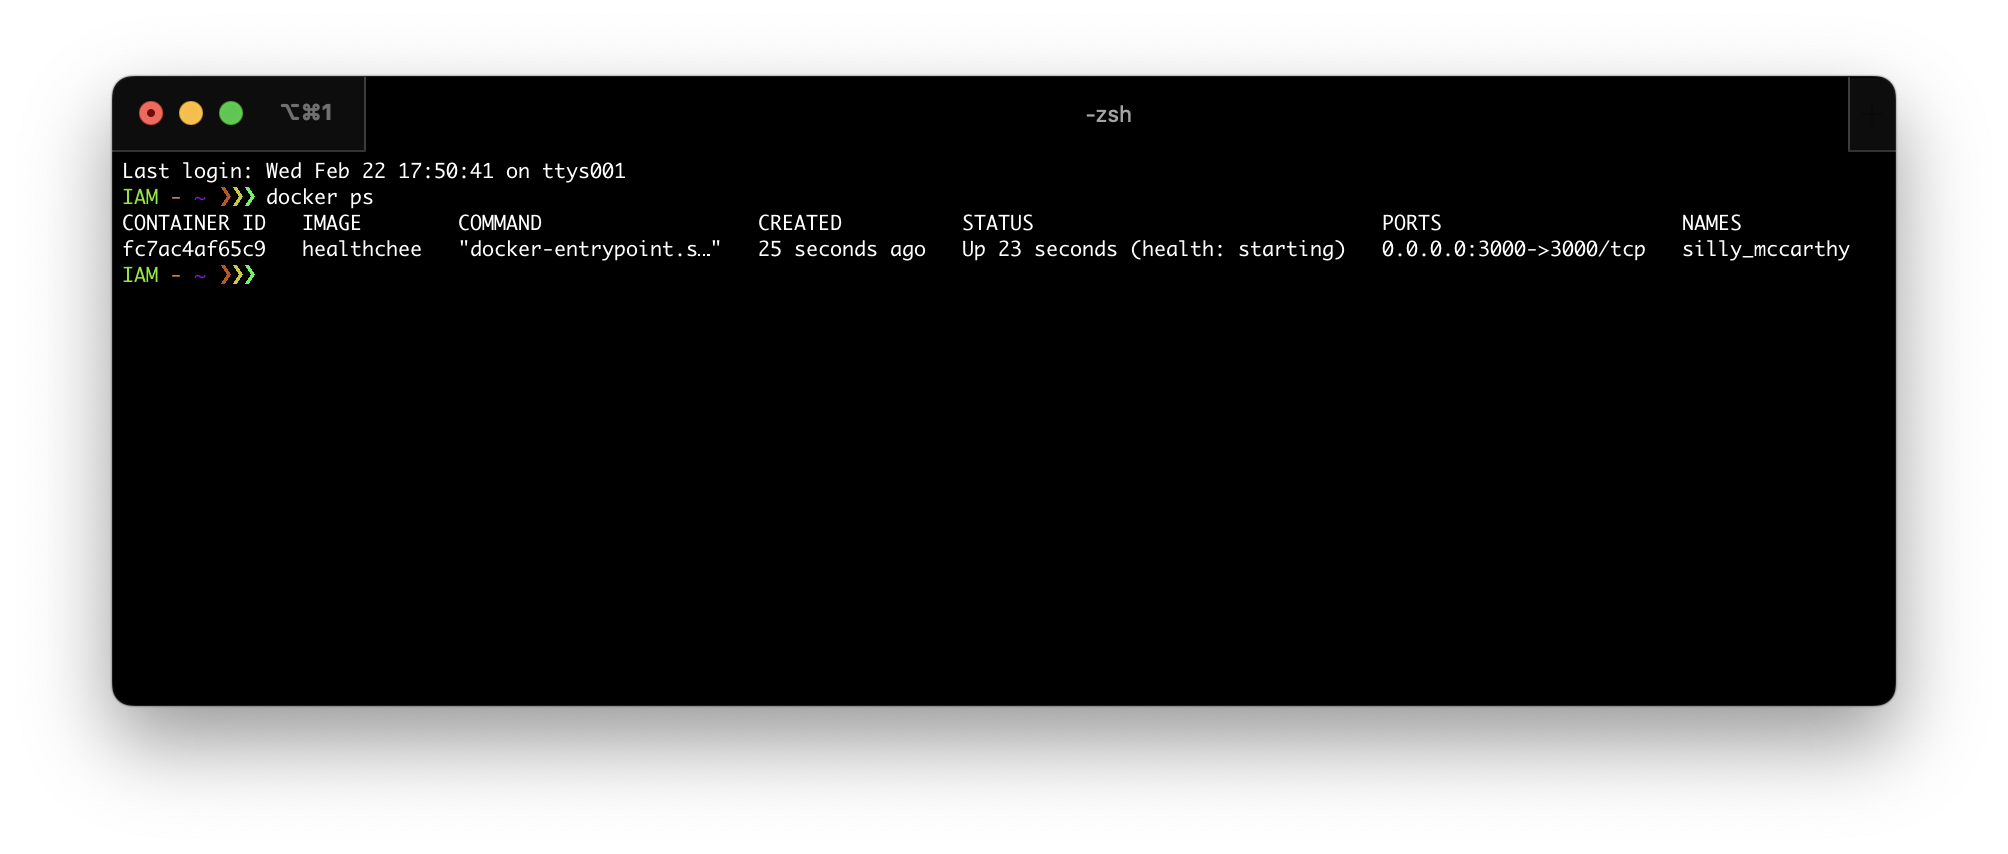 ⌥⌘1
-zsh
Last login: Wed Feb 22 17:50:41 on ttys001
IAM - ~ ❯❯❯ docker ps
CONTAINER ID   IMAGE        COMMAND                  CREATED          STATUS                             PORTS                    NAMES
fc7ac4af65c9   healthchee   "docker-entrypoint.s…"   25 seconds ago   Up 23 seconds (health: starting)   0.0.0.0:3000->3000/tcp   silly_mccarthy
IAM - ~ ❯❯❯